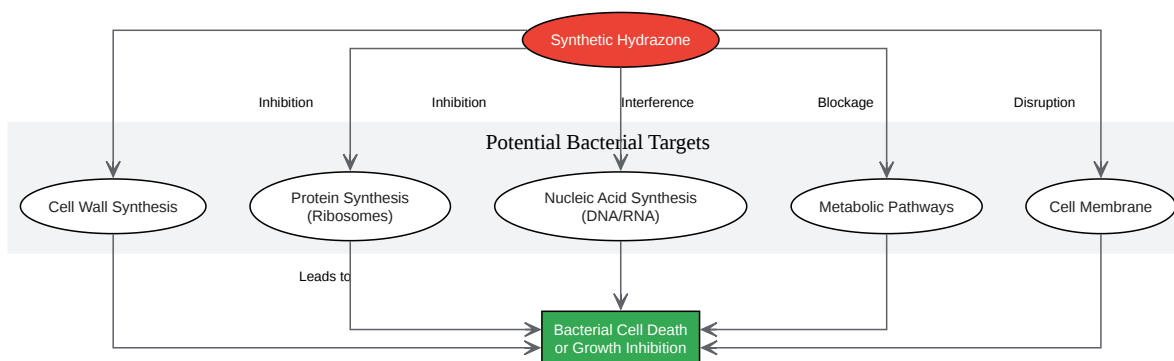 Synthetic Hydrazone
Inhibition
Inhibition
Interference
Blockage
Disruption
Potential Bacterial Targets
Cell Wall Synthesis
Protein Synthesis
(Ribosomes)
Nucleic Acid Synthesis
(DNA/RNA)
Metabolic Pathways
Cell Membrane
Leads to
Bacterial Cell Death
or Growth Inhibition